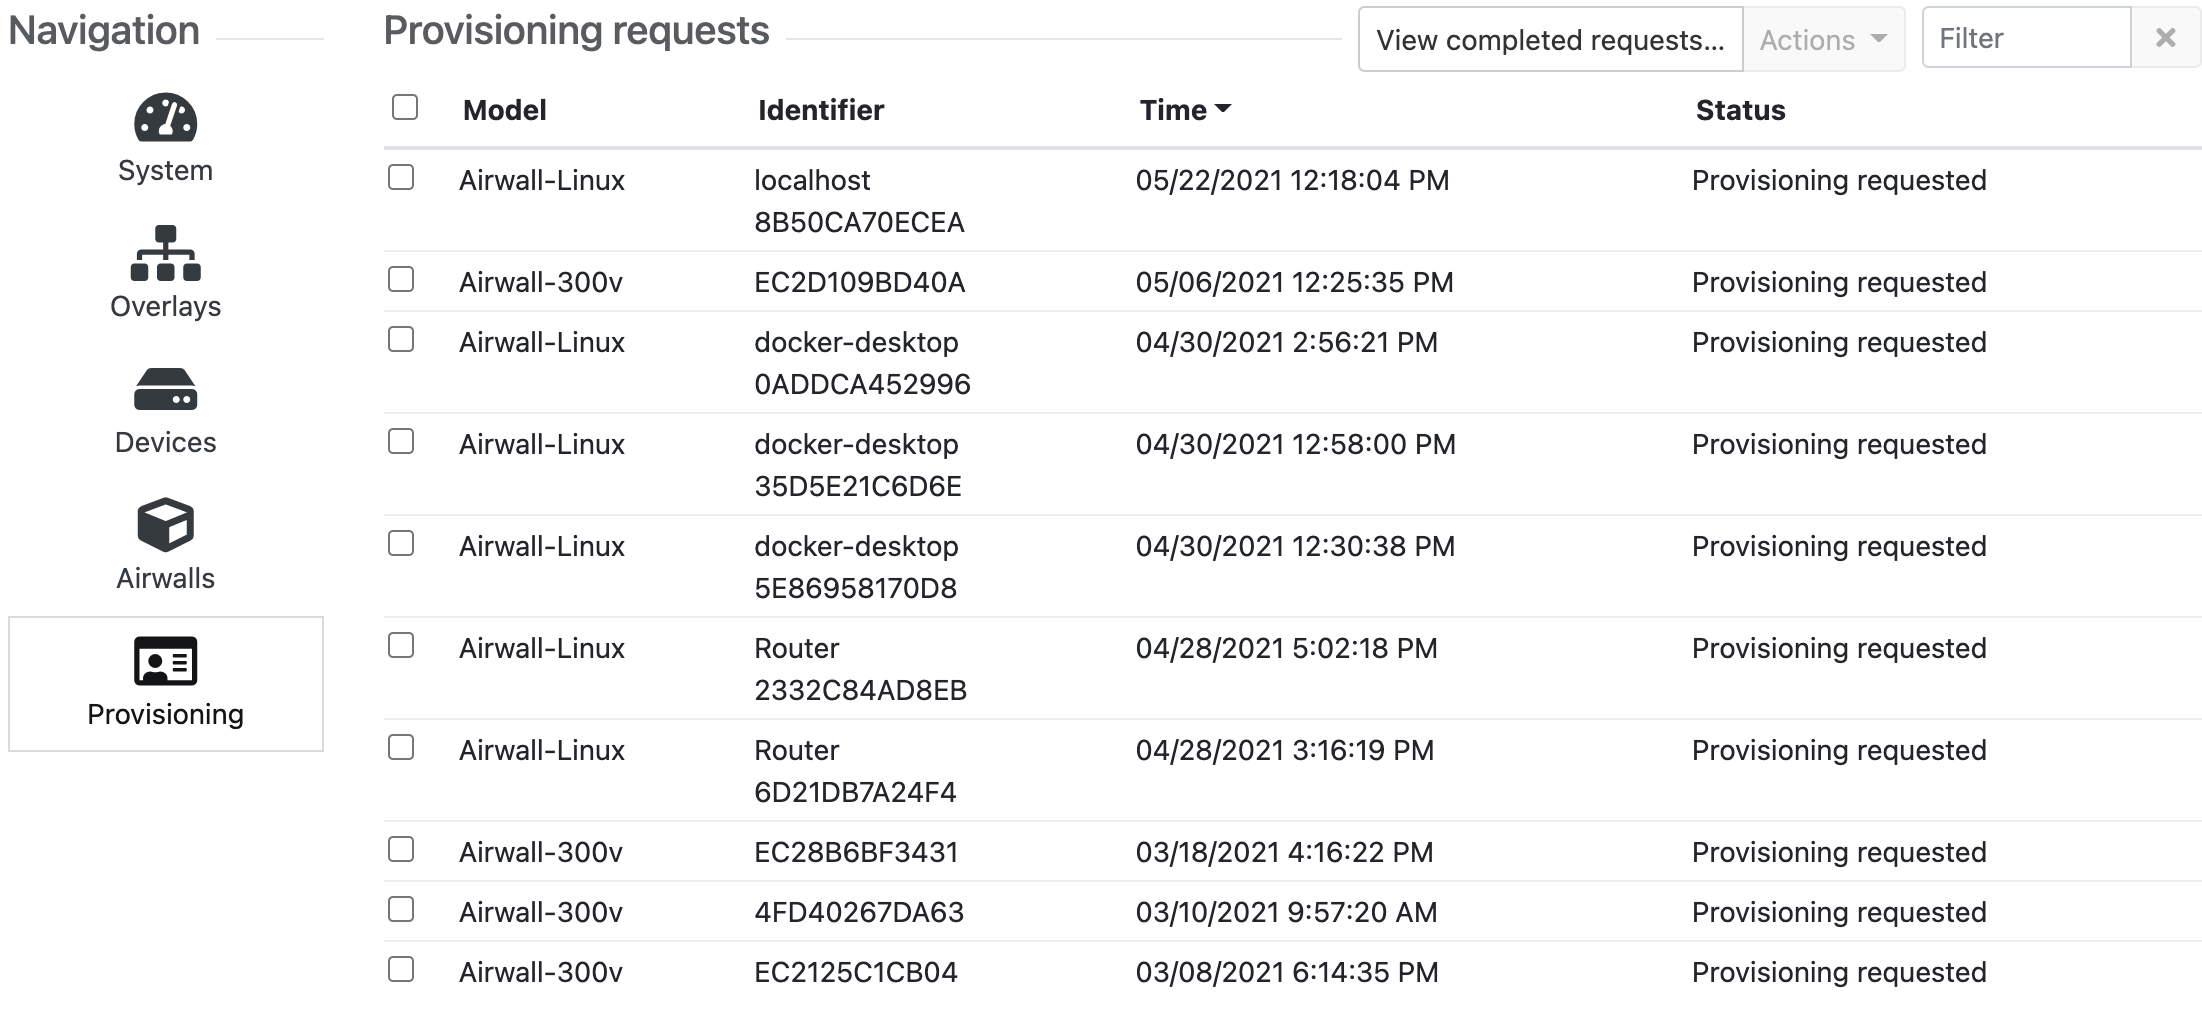 Navigation
System
Overlays
Devices
Airwalls
Provisioning
Provisioning requests
View completed requests...
Actions
Filter
Model Identifier Time Status
Airwall-Linux localhost 05/22/2021 12:18:04 PM Provisioning requested
8B50CA70ECEA
Airwall-300v EC2D109BD40A 05/06/2021 12:25:35 PM Provisioning requested
Airwall-Linux docker-desktop 04/30/2021 2:56:21 PM Provisioning requested
0ADDCA452996
Airwall-Linux docker-desktop 04/30/2021 12:58:00 PM Provisioning requested
35D5E21C6D6E
Airwall-Linux docker-desktop 04/30/2021 12:30:38 PM Provisioning requested
5E86958170D8
Airwall-Linux Router 04/28/2021 5:02:18 PM Provisioning requested
2332C84AD8EB
Airwall-Linux Router 04/28/2021 3:16:19 PM Provisioning requested
6D21DB7A24F4
Airwall-300v EC28B6BF3431 03/18/2021 4:16:22 PM Provisioning requested
Airwall-300v 4FD40267DA63 03/10/2021 9:57:20 AM Provisioning requested
Airwall-300v EC2125C1CB04 03/08/2021 6:14:35 PM Provisioning requested